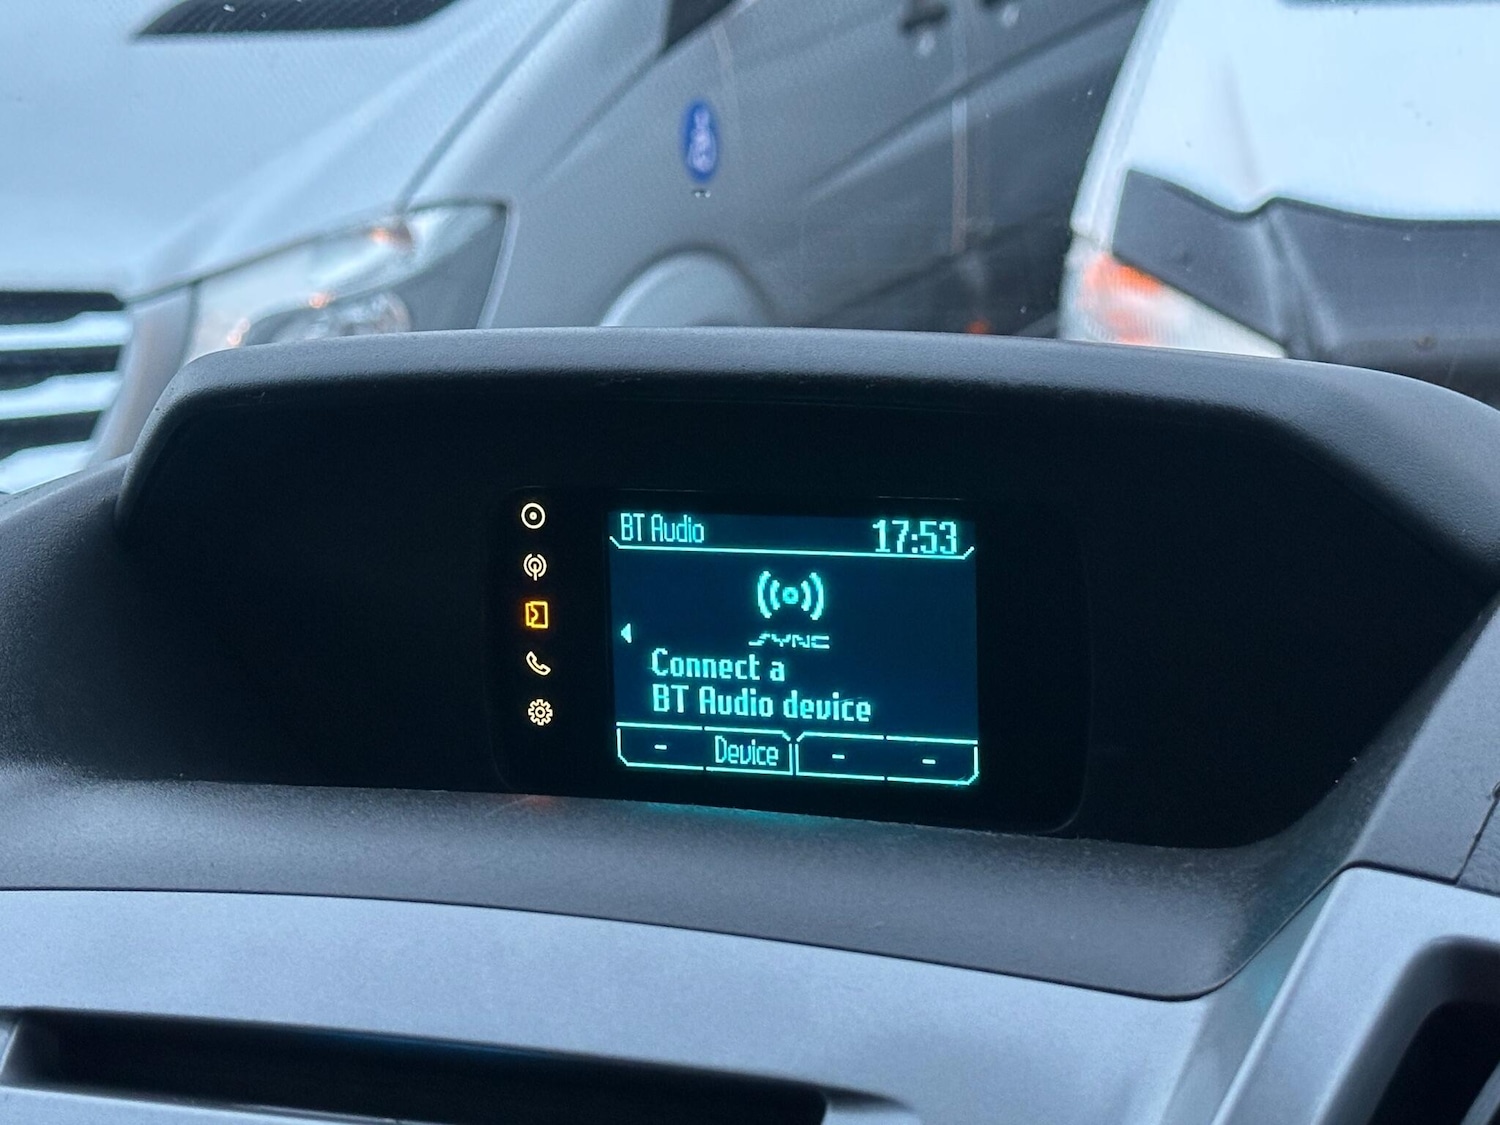 BT Audio 17:53
SYNC
Connect a
BT Audio device
- Device - -